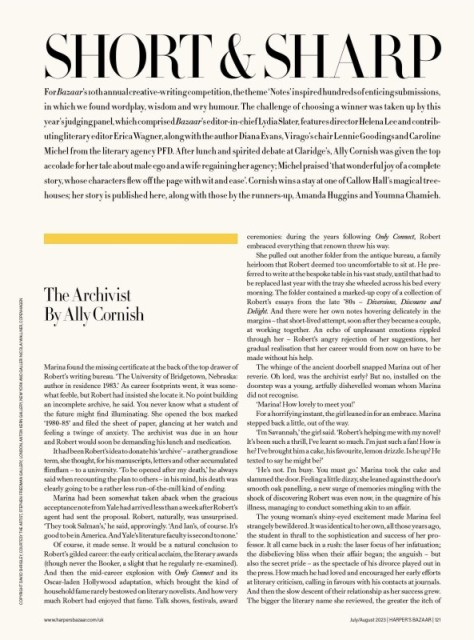 SHORT & SHARP
For Bazaar's 10th annual creative-writing competition, the theme 'Notes' inspired hundreds of enticing submissions,
in which we found wordplay, wisdom and wry humour. The challenge of choosing a winner was taken up by this
year's judging panel, which comprised Bazaar's editor-in-chief Lydia Slater, features director Helena Lee and contrib-
uting literary editor Erica Wagner, along with the author Diana Evans, Virago's chair Lennie Goodings and Caroline
Michel from the literary agency PFD. After lunch and spirited debate at Claridge's, Ally Cornish was given the top
accolade for her tale about male ego and a wife regaining her agency; Michel praised 'that wonderful joy of a complete
story, whose characters flew off the page with wit and ease'. Cornish wins a stay at one of Callow Hall's magical tree-
houses; her story is published here, along with those by the runners-up, Amanda Huggins and Youmna Chamieh.
The Archivist
By Ally Cornish
Marina found the missing certificate at the back of the top drawer of
Robert's writing bureau. 'The University of Bridgetown, Nebraska:
author in residence 1983.' As career footprints went, it was some-
what feeble, but Robert had insisted she locate it. No point building
an incomplete archive, he said. You never know what a student of
the future might find illuminating. She opened the box marked
'1980-85' and filed the sheet of paper, glancing at her watch and
feeling a twinge of anxiety. The archivist was due in an hour
and Robert would soon be demanding his lunch and medication.
It had been Robert's idea to donate his 'archive' – a rather grandiose
term, she thought, for his manuscripts, letters and other accumulated
flimflam – to a university. 'To be opened after my death,' he always
said when recounting the plan to others – in his mind, his death was
clearly going to be a rather less run-of-the-mill kind of ending.
Marina had been somewhat taken aback when the gracious
acceptance note from Yale had arrived less than a week after Robert's
agent had sent the proposal. Robert, naturally, was unsurprised.
'They took Salman's,' he said, approvingly. 'And Ian's, of course. It's
good to be in America. And Yale's literature faculty is second to none.'
Of course, it made sense. It would be a natural conclusion to
Robert's gilded career: the early critical acclaim, the literary awards
(though never the Booker, a slight that he regularly re-examined).
And then the mid-career explosion with Only Connect and its
Oscar-laden Hollywood adaptation, which brought the kind of
household fame rarely bestowed on literary novelists. And how very
much Robert had enjoyed that fame. Talk shows, festivals, award
ceremonies: during the years following Only Connect, Robert
embraced everything that renown threw his way.
She pulled out another folder from the antique bureau, a family
heirloom that Robert deemed too uncomfortable to sit at. He pre-
ferred to write at the bespoke table in his vast study, until that had to
be replaced last year with the tray she wheeled across his bed every
morning. The folder contained a marked-up copy of a collection of
Robert's essays from the late '80s – Diversions, Discourse and
Delight. And there were her own notes hovering delicately in the
margins – that short-lived attempt, soon after they became a couple,
at working together. An echo of unpleasant emotions rippled
through her – Robert's angry rejection of her suggestions, her
gradual realisation that her career would from now on have to be
made without his help.
The whinge of the ancient doorbell snapped Marina out of her
reverie. Oh lord, was the archivist early? But no, installed on the
doorstep was a young, artfully dishevelled woman whom Marina
did not recognise.
'Marina! How lovely to meet you!'
For a horrifying instant, the girl leaned in for an embrace. Marina
stepped back a little, out of the way.
'I'm Savannah,' the girl said. 'Robert's helping me with my novel?
It's been such a thrill, I've learnt so much. I'm just such a fan! How is
he? I've brought him a cake, his favourite, lemon drizzle. Is he up? He
texted to say he might be?'
'He's not. I'm busy. You must go.' Marina took the cake and
slammed the door. Feeling a little dizzy, she leaned against the door's
smooth oak panelling, a new surge of memories mingling with the
shock of discovering Robert was even now, in the quagmire of his
illness, managing to conduct something akin to an affair.
The young woman's shiny-eyed excitement made Marina feel
strangely bewildered. It was identical to her own, all those years ago,
the student in thrall to the sophistication and success of her pro-
fessor. It all came back in a rush: the laser focus of her infatuation;
the disbelieving bliss when their affair began; the anguish – but
also the secret pride – as the spectacle of his divorce played out in
the press. How much he had loved and encouraged her early efforts
at literary criticism, calling in favours with his contacts at journals.
And then the slow descent of their relationship as her success grew.
The bigger the literary name she reviewed, the greater the itch of
www.harpersbazaar.com/uk
July/August 2023 | HARPER'S BAZAAR | 121